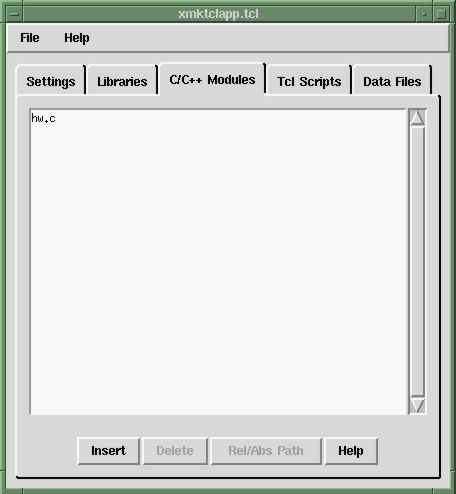 xmktclapp.tcl
File Help
Settings Libraries C/C++ Modules Tcl Scripts Data Files
hw.c
Insert Delete Rel/Abs Path Help